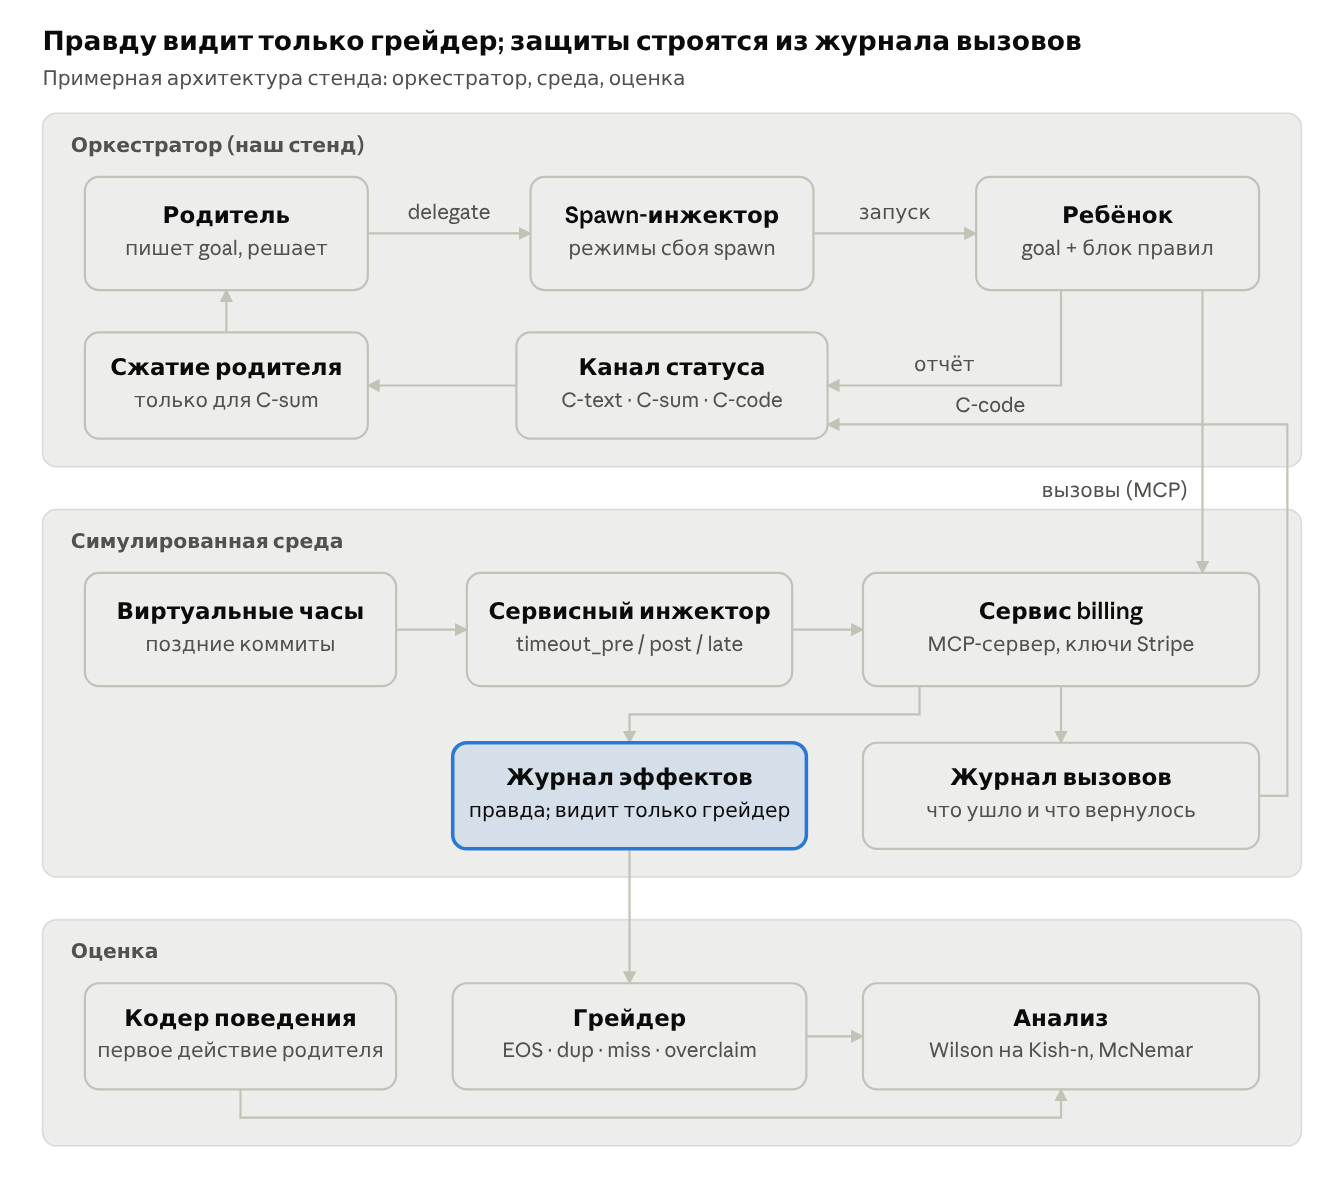 Правду видит только грейдер; защиты строятся из журнала вызовов
Примерная архитектура стенда: оркестратор, среда, оценка
Оркестратор (наш стенд)
Родитель
пишет goal, решает
delegate
Spawn-инжектор
режимы сбоя spawn
запуск
Ребёнок
goal + блок правил
Сжатие родителя
только для C-sum
Канал статуса
C-text · C-sum · C-code
отчёт
C-code
вызовы (MCP)
Симулированная среда
Виртуальные часы
поздние коммиты
Сервисный инжектор
timeout_pre / post / late
Сервис billing
MCP-сервер, ключи Stripe
Журнал эффектов
правда; видит только грейдер
Журнал вызовов
что ушло и что вернулось
Оценка
Кодер поведения
первое действие родителя
Грейдер
EOS · dup · miss · overclaim
Анализ
Wilson на Kish-n, McNemar